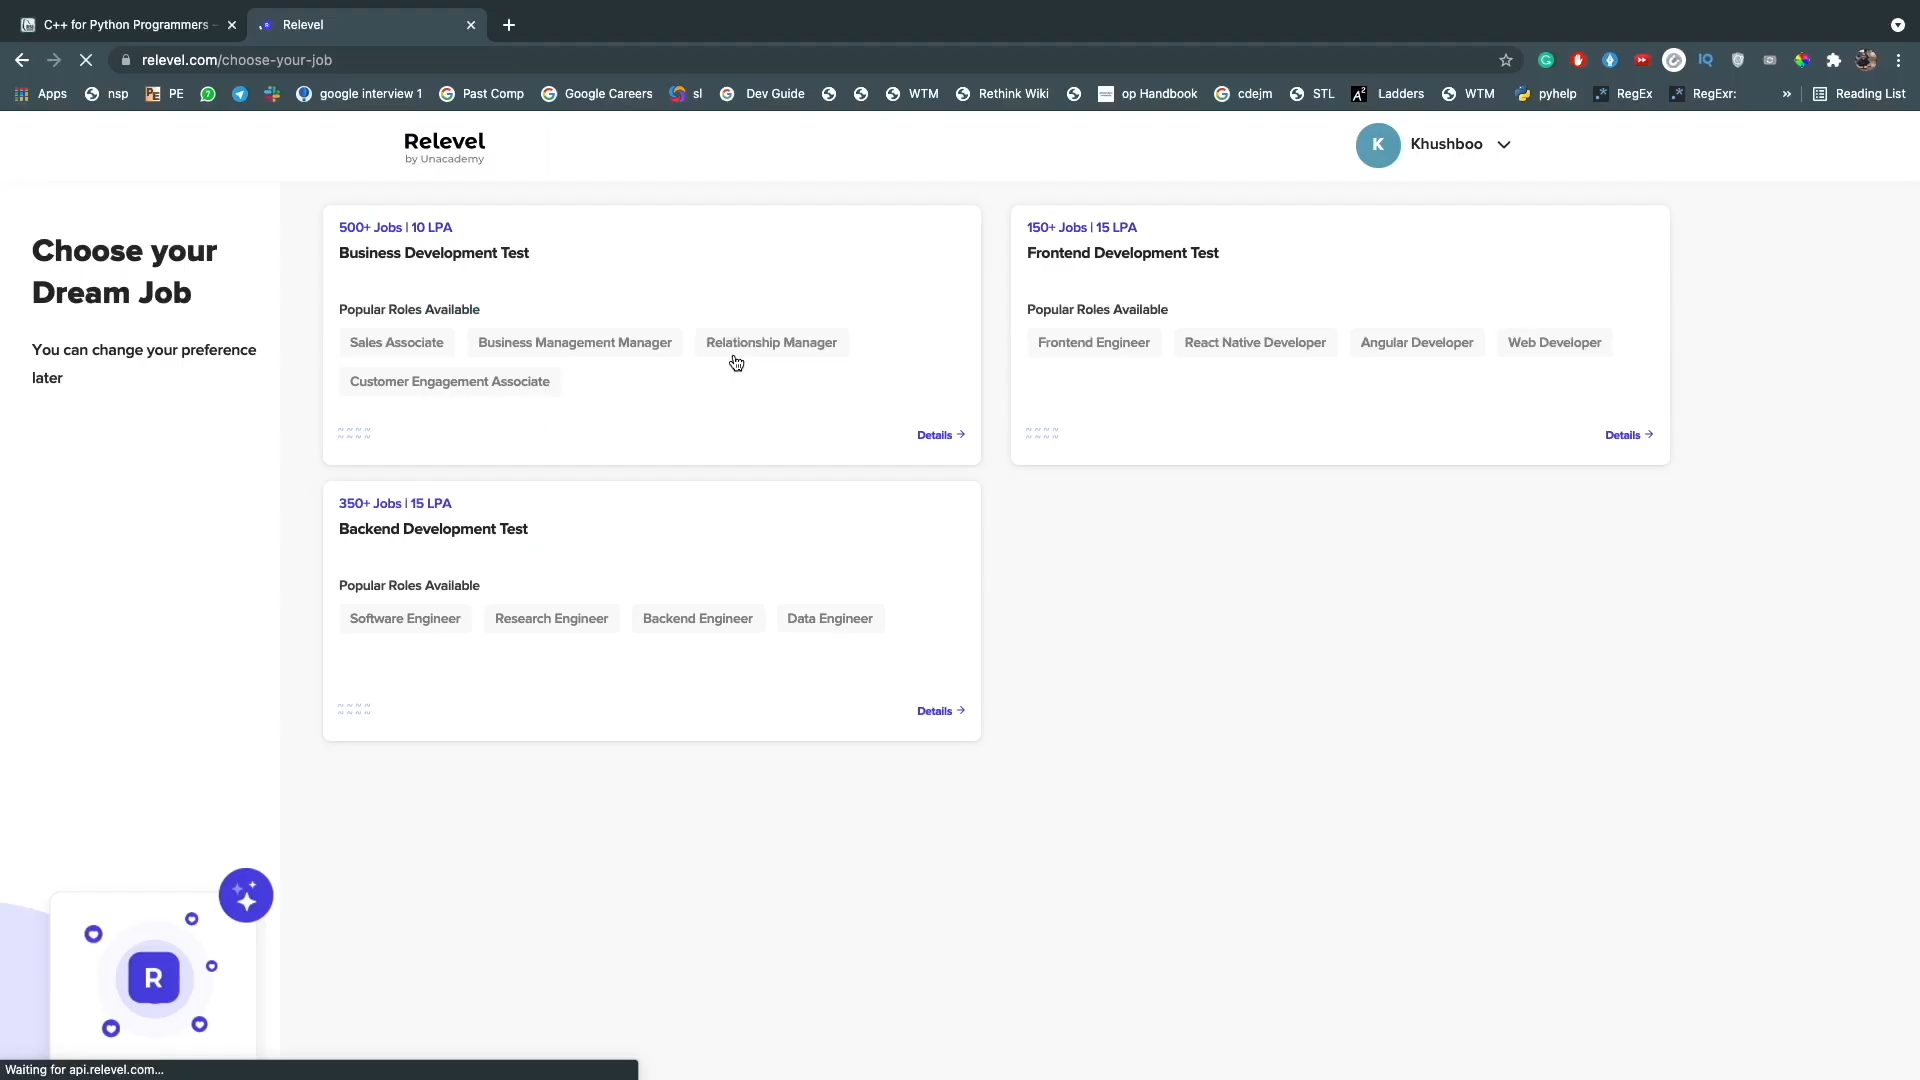 C++ for Python Programmers -
Relevel
relevel.com/choose-your-job
Apps nsp PE google interview 1 Past Comp Google Careers sl Dev Guide WTM Rethink Wiki op Handbook cdejm STL Ladders WTM pyhelp RegEx RegExr: » Reading List
Relevel
by Unacademy
K Khushboo
Choose your
Dream Job
You can change your preference
later
500+ Jobs | 10 LPA
Business Development Test
Popular Roles Available
Sales Associate Business Management Manager Relationship Manager
Customer Engagement Associate
Details →
150+ Jobs | 15 LPA
Frontend Development Test
Popular Roles Available
Frontend Engineer React Native Developer Angular Developer Web Developer
Details →
350+ Jobs | 15 LPA
Backend Development Test
Popular Roles Available
Software Engineer Research Engineer Backend Engineer Data Engineer
Details →
R
Waiting for api.relevel.com...